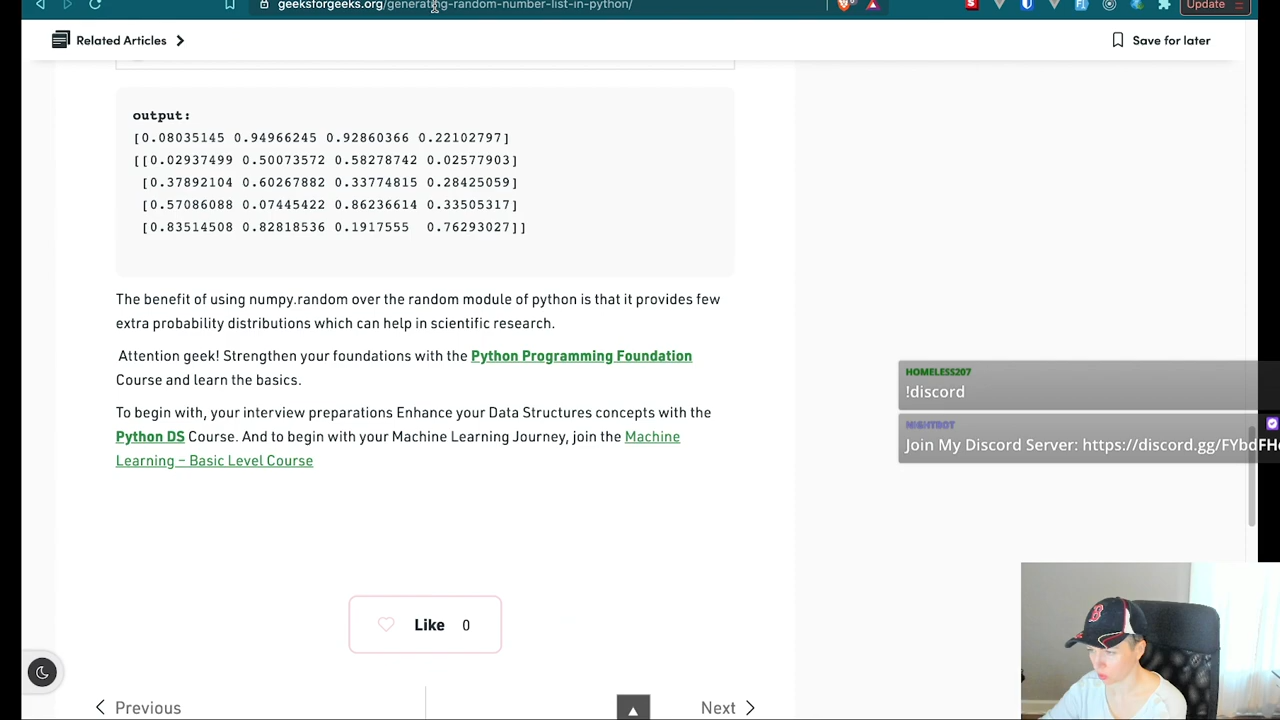 geeksforgeeks.org/generating-random-number-list-in-python/
Update
Related Articles
Save for later
output:
[0.08035145 0.94966245 0.92860366 0.22102797]
[[0.02937499 0.50073572 0.58278742 0.02577903]
[0.37892104 0.60267882 0.33774815 0.28425059]
[0.57086088 0.07445422 0.86236614 0.33505317]
[0.83514508 0.82818536 0.1917555 0.76293027]]
The benefit of using numpy.random over the random module of python is that it provides few
extra probability distributions which can help in scientific research.
Attention geek! Strengthen your foundations with the Python Programming Foundation
Course and learn the basics.
To begin with, your interview preparations Enhance your Data Structures concepts with the
Python DS Course. And to begin with your Machine Learning Journey, join the Machine
Learning – Basic Level Course
HOMELESS207
!discord
NIGHTBOT
Join My Discord Server: https://discord.gg/FYbdFH
Like 0
Previous
Next